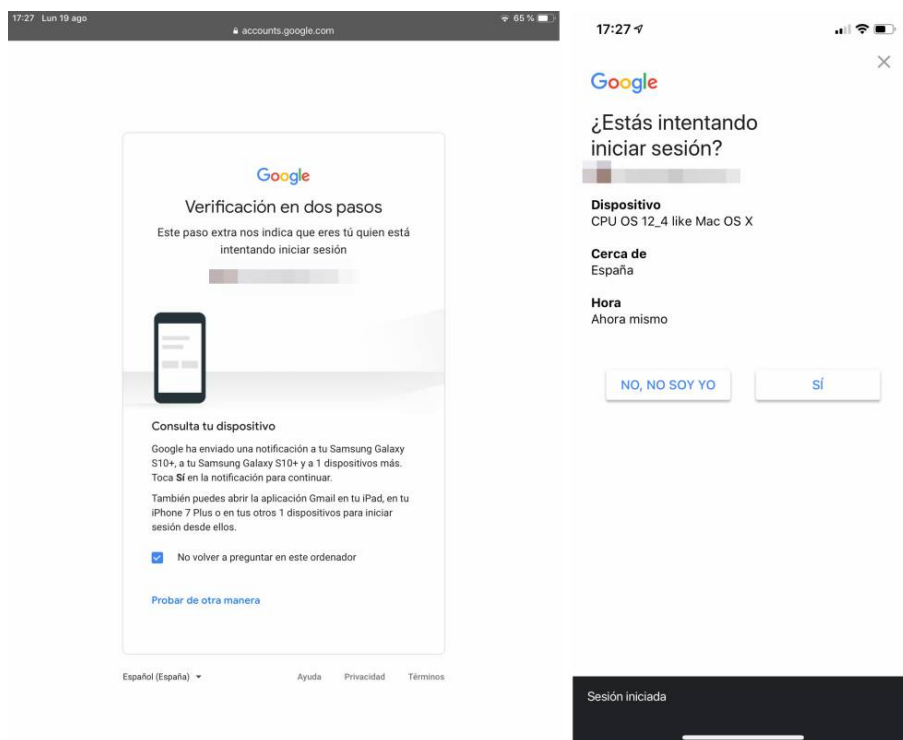 17:27 Lun 19 ago
65 %
accounts.google.com
Google
Verificación en dos pasos
Este paso extra nos indica que eres tú quien está
intentando iniciar sesión
Consulta tu dispositivo
Google ha enviado una notificación a tu Samsung Galaxy
S10+, a tu Samsung Galaxy S10+ y a 1 dispositivos más.
Toca Sí en la notificación para continuar.
También puedes abrir la aplicación Gmail en tu iPad, en tu
iPhone 7 Plus o en tus otros 1 dispositivos para iniciar
sesión desde ellos.
No volver a preguntar en este ordenador
Probar de otra manera
Español (España)
Ayuda
Privacidad
Términos
17:27
Google
¿Estás intentando
iniciar sesión?
Dispositivo
CPU OS 12_4 like Mac OS X
Cerca de
España
Hora
Ahora mismo
NO, NO SOY YO
SÍ
Sesión iniciada